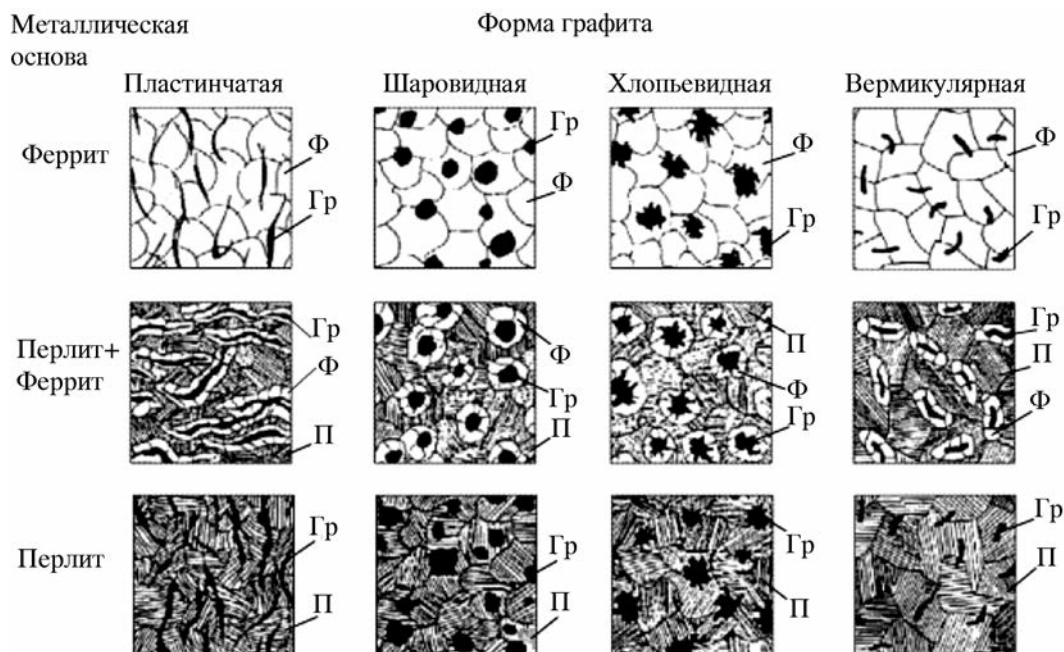 Металлическая
основа
Форма графита
Пластинчатая
Шаровидная
Хлопьевидная
Вермикулярная
Феррит
Ф
Гр
Гр
Ф
Ф
Гр
Ф
Гр
Перлит+
Феррит
Гр
Ф
П
Ф
Гр
П
П
Ф
Гр
Гр
П
Ф
Перлит
Гр
П
Гр
П
Гр
П
Гр
П